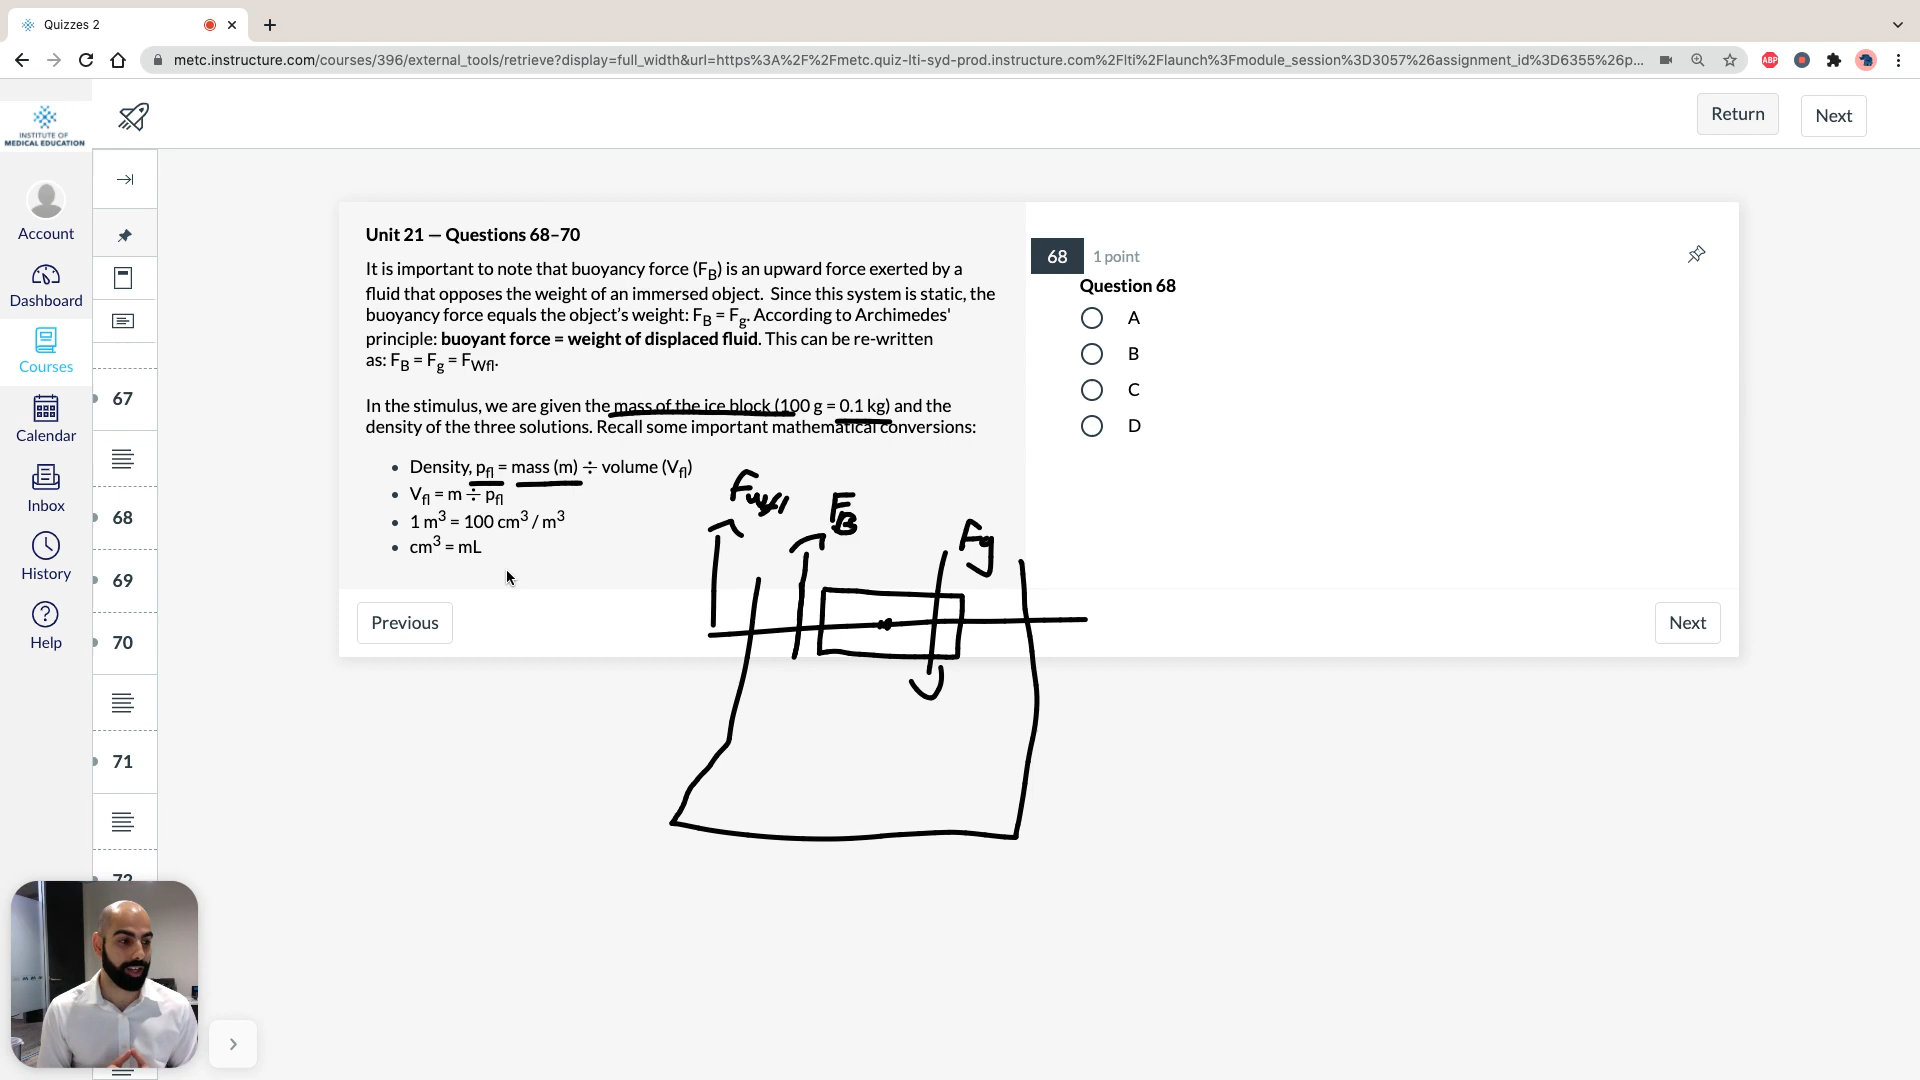 Quizzes 2
metc.instructure.com/courses/396/external_tools/retrieve?display=full_width&url=https%3A%2F%2Fmetc.quiz-lti-syd-prod.instructure.com%2Flti%2Flaunch%3Fmodule_session%3D3057%26assignment_id%3D6355%26p...
ABP
INSTITUTE OF
MEDICAL EDUCATION
Return
Next
Account
Dashboard
Courses
Calendar
Inbox
History
Help
67
68
69
70
71
72
Unit 21 — Questions 68–70
It is important to note that buoyancy force (FB) is an upward force exerted by a
fluid that opposes the weight of an immersed object. Since this system is static, the
buoyancy force equals the object's weight: FB = Fg. According to Archimedes'
principle: buoyant force = weight of displaced fluid. This can be re-written
as: FB = Fg = FWfl.
In the stimulus, we are given the mass of the ice block (100 g = 0.1 kg) and the
density of the three solutions. Recall some important mathematical conversions:
• Density, pfl = mass (m) ÷ volume (Vfl)
• Vfl = m ÷ pfl
• 1 m3 = 100 cm3 / m3
• cm3 = mL
68
1 point
Question 68
A
B
C
D
FWfl
FB
Fg
Previous
Next